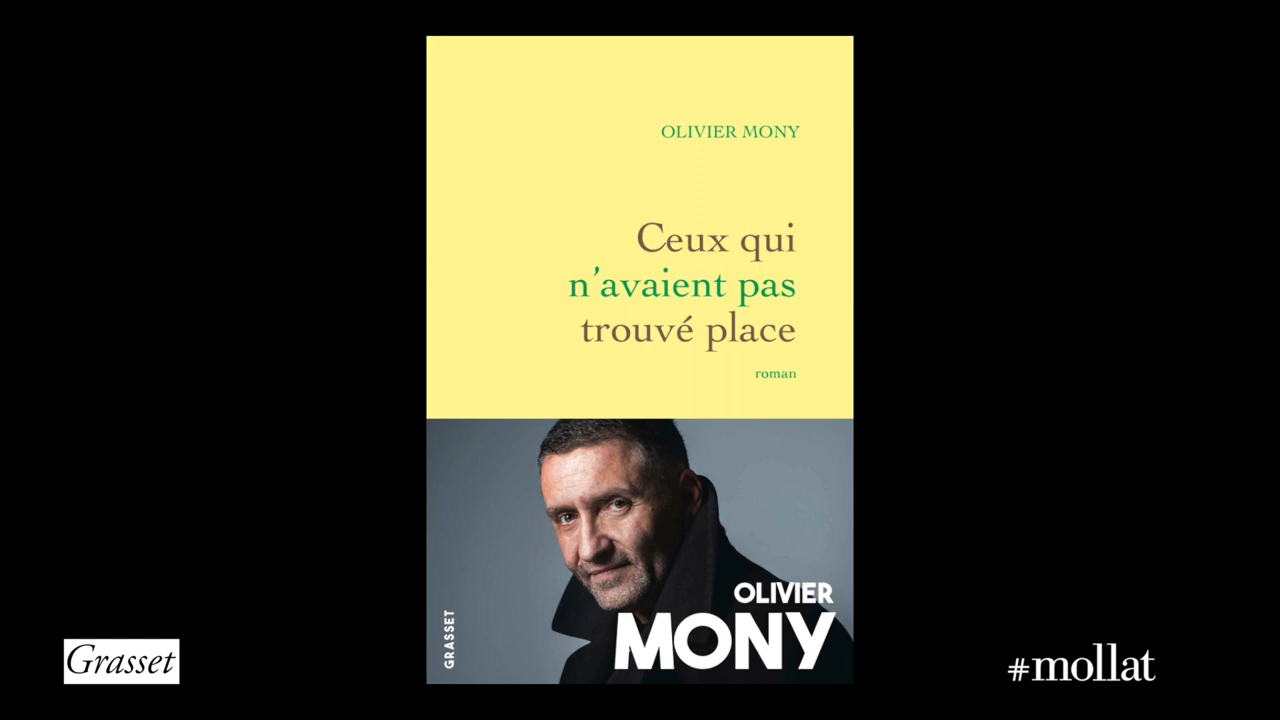 OLIVIER MONY
Ceux qui
n'avaient pas
trouvé place
roman
OLIVIER
MONY
GRASSET
Grasset
#mollat